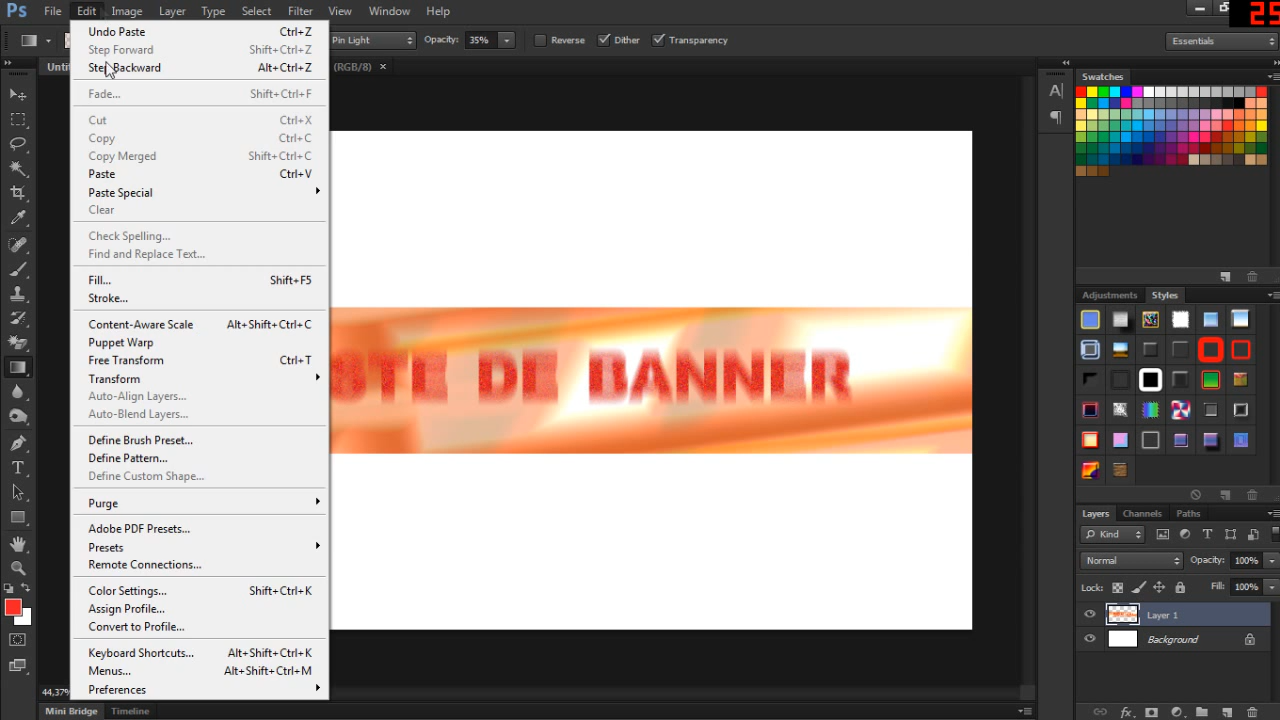 Ps File Edit Image Layer Type Select Filter View Window Help
25
Pin Light Opacity: 35% Reverse Dither Transparency Essentials
(RGB/8) ×
Undo Paste Ctrl+Z
Step Forward Shift+Ctrl+Z
Step Backward Alt+Ctrl+Z
Fade... Shift+Ctrl+F
Cut Ctrl+X
Copy Ctrl+C
Copy Merged Shift+Ctrl+C
Paste Ctrl+V
Paste Special
Clear
Check Spelling...
Find and Replace Text...
Fill... Shift+F5
Stroke...
Content-Aware Scale Alt+Shift+Ctrl+C
Puppet Warp
Free Transform Ctrl+T
Transform
Auto-Align Layers...
Auto-Blend Layers...
Define Brush Preset...
Define Pattern...
Define Custom Shape...
Purge
Adobe PDF Presets...
Presets
Remote Connections...
Color Settings... Shift+Ctrl+K
Assign Profile...
Convert to Profile...
Keyboard Shortcuts... Alt+Shift+Ctrl+K
Menus... Alt+Shift+Ctrl+M
Preferences
STE DE BANNER
44,37%
Mini Bridge Timeline
Swatches
Adjustments Styles
Layers Channels Paths
Kind
Normal Opacity: 100%
Lock: Fill: 100%
Layer 1
Background